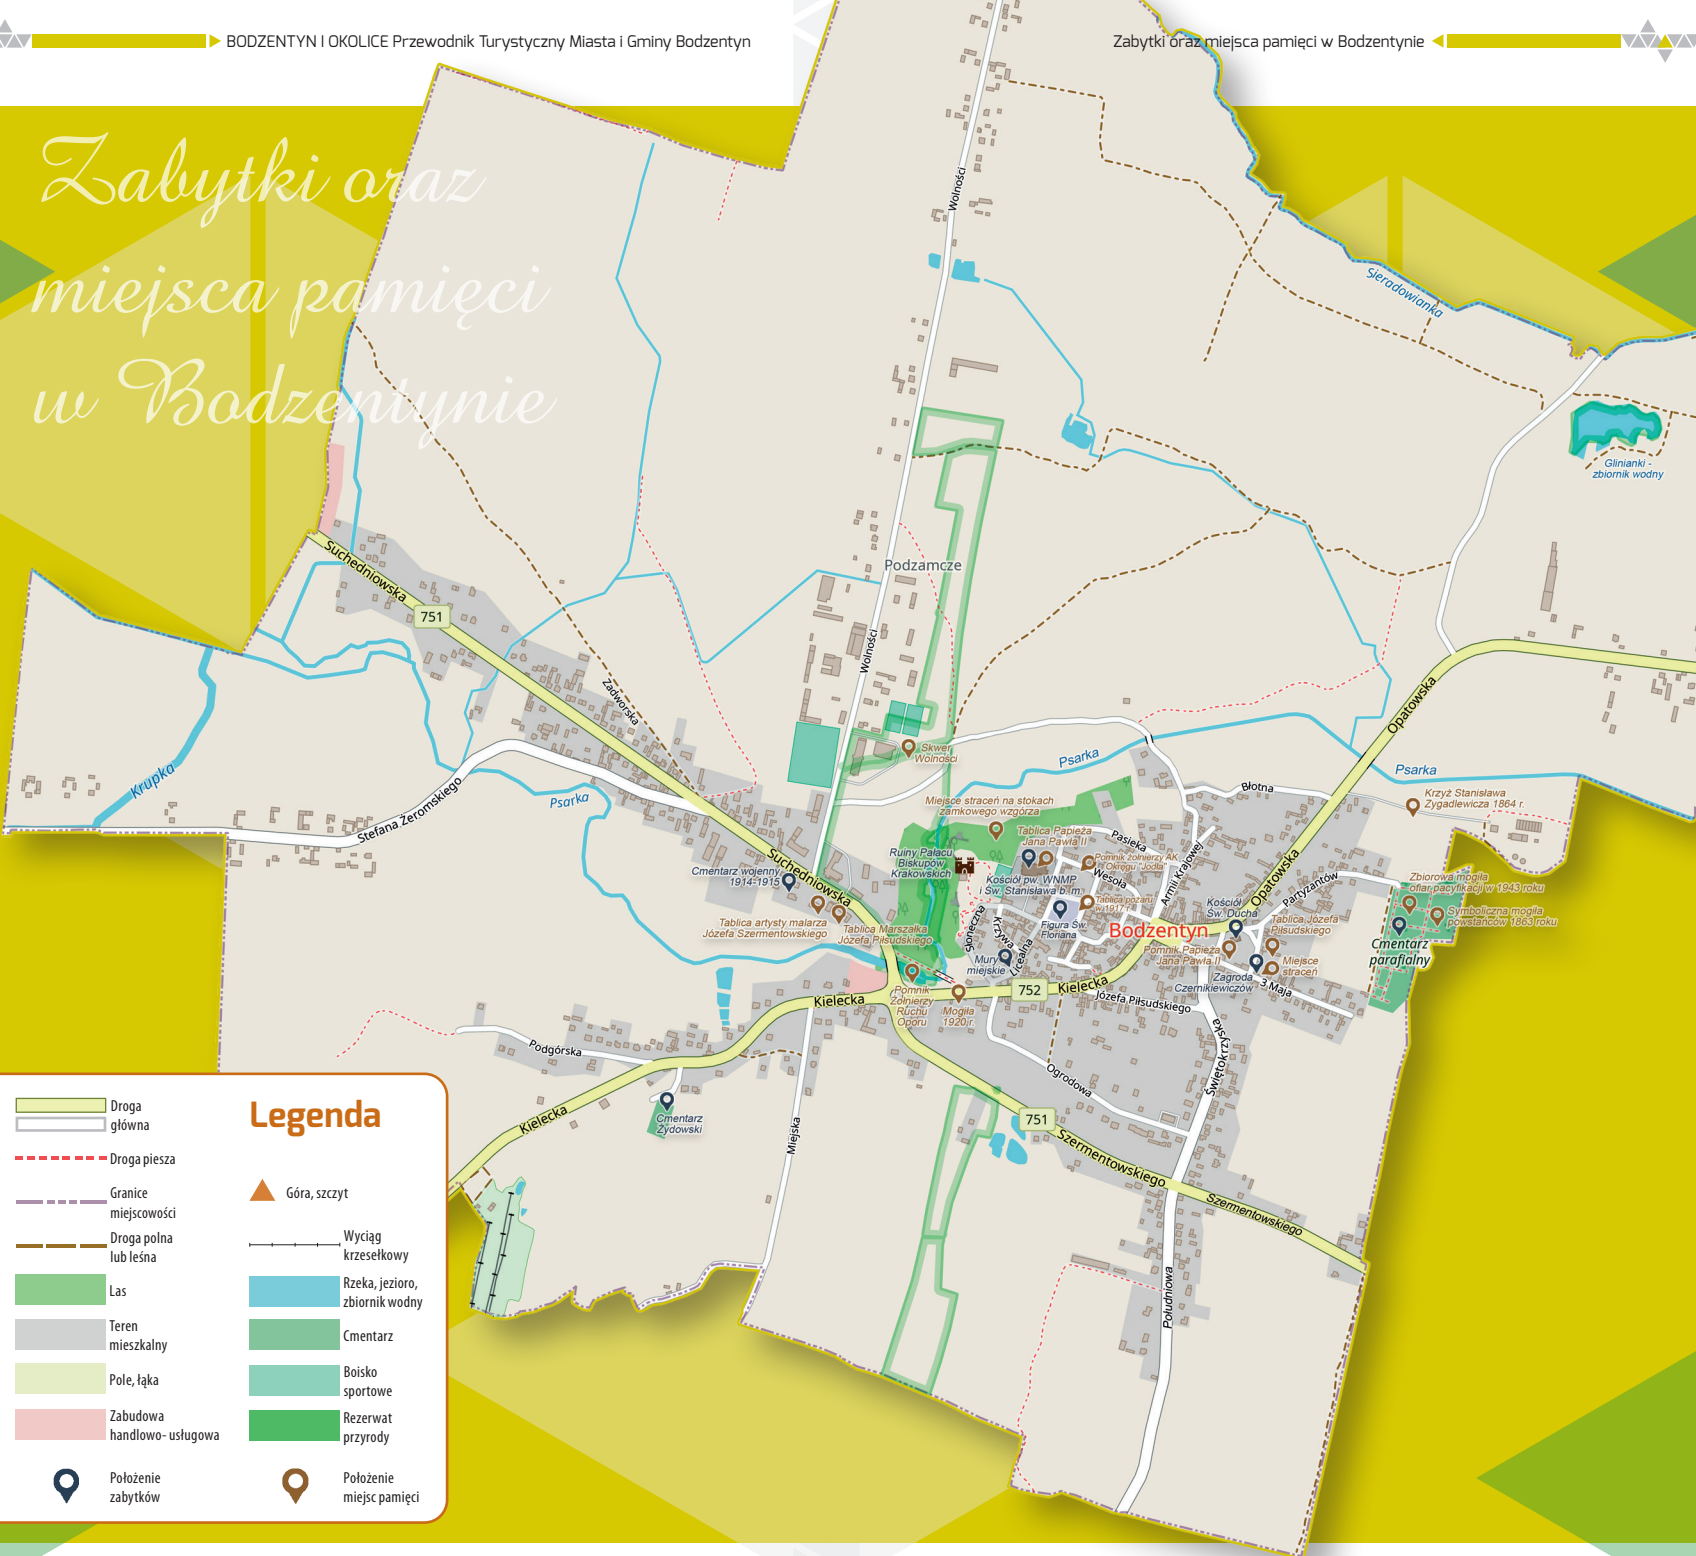 BODZENTYN I OKOLICE Przewodnik Turystyczny Miasta i Gminy Bodzentyn
Zabytki oraz miejsca pamięci w Bodzentynie
Zabytki oraz
miejsca pamięci
w Bodzentynie
Wolności
Sieradowianka
Glinianki -
zbiornik wodny
Suchedniowska
751
Podzamcze
Wolności
Zadworska
Opatowska
Skwer
Wolności
Psarka
Psarka
Krupka
Psarka
Stefana Żeromskiego
Błotna
Krzyż Stanisława
Zygadlewicza 1864 r.
Miejsce straceń na stokach
zamkowego wzgórza
Tablica Papieża
Jana Pawła II
Pasieka
Pomnik żołnierzy AK
Okręgu "Jodła"
Ruiny Pałacu
Biskupów
Krakowskich
Kościół pw. WNMP
i Św. Stanisława b. m.
Wesoła
Armii Krajowej
Opatowska
Partyzantów
Suchedniowska
Cmentarz wojenny
1914-1915
Tablica pożaru
w 1917 r.
Zbiorowa mogiła
ofiar pacyfikacji w 1943 roku
Symboliczna mogiła
powstańców w 1863 roku
Kościół
Św. Ducha
Tablica Józefa
Piłsudskiego
Tablica artysty malarza
Józefa Szermentowskiego
Tablica Marszałka
Józefa Piłsudskiego
Słoneczna
Krzywa
Licealna
Figura Św.
Floriana
Bodzentyn
Cmentarz
parafialny
Mury
miejskie
Pomnik Papieża
Jana Pawła II
Miejsce
straceń
Zagroda
Czernikiewiczów
3 Maja
Pomnik
Żołnierzy
Ruchu
Oporu
Mogiła
1920 r.
752
Kielecka
Kielecka
Józefa Piłsudskiego
Świętokrzyska
Podgórska
Ogrodowa
Cmentarz
Żydowski
Kielecka
Miejska
751
Szermentowskiego
Szermentowskiego
Południowa
Legenda
Droga
główna
Droga piesza
Granice
miejscowości
Droga polna
lub leśna
Las
Teren
mieszkalny
Pole, łąka
Zabudowa
handlowo- usługowa
Położenie
zabytków
Góra, szczyt
Wyciąg
krzesełkowy
Rzeka, jezioro,
zbiornik wodny
Cmentarz
Boisko
sportowe
Rezerwat
przyrody
Położenie
miejsc pamięci